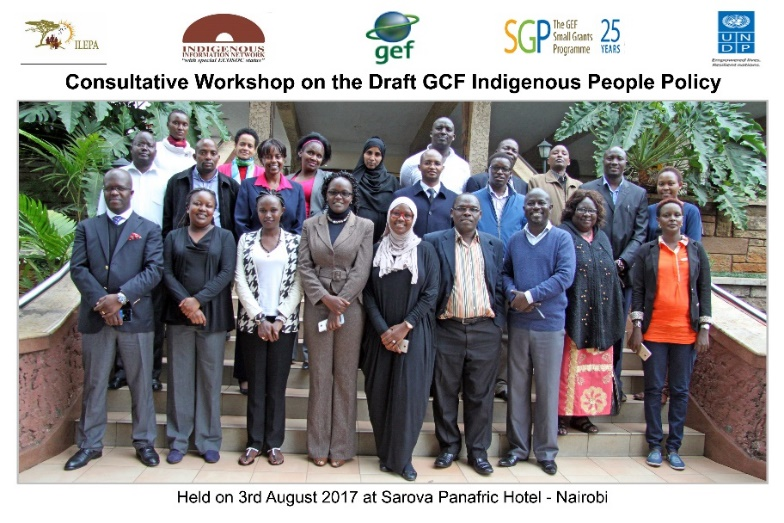 ILEPA
INDIGENOUS
INFORMATION NETWORK
"with special ECOSOC status"
gef
SGP The GEF
Small Grants
Programme
25
YEARS
U N
D P
Empowered lives.
Resilient nations.
Consultative Workshop on the Draft GCF Indigenous People Policy
Held on 3rd August 2017 at Sarova Panafric Hotel - Nairobi